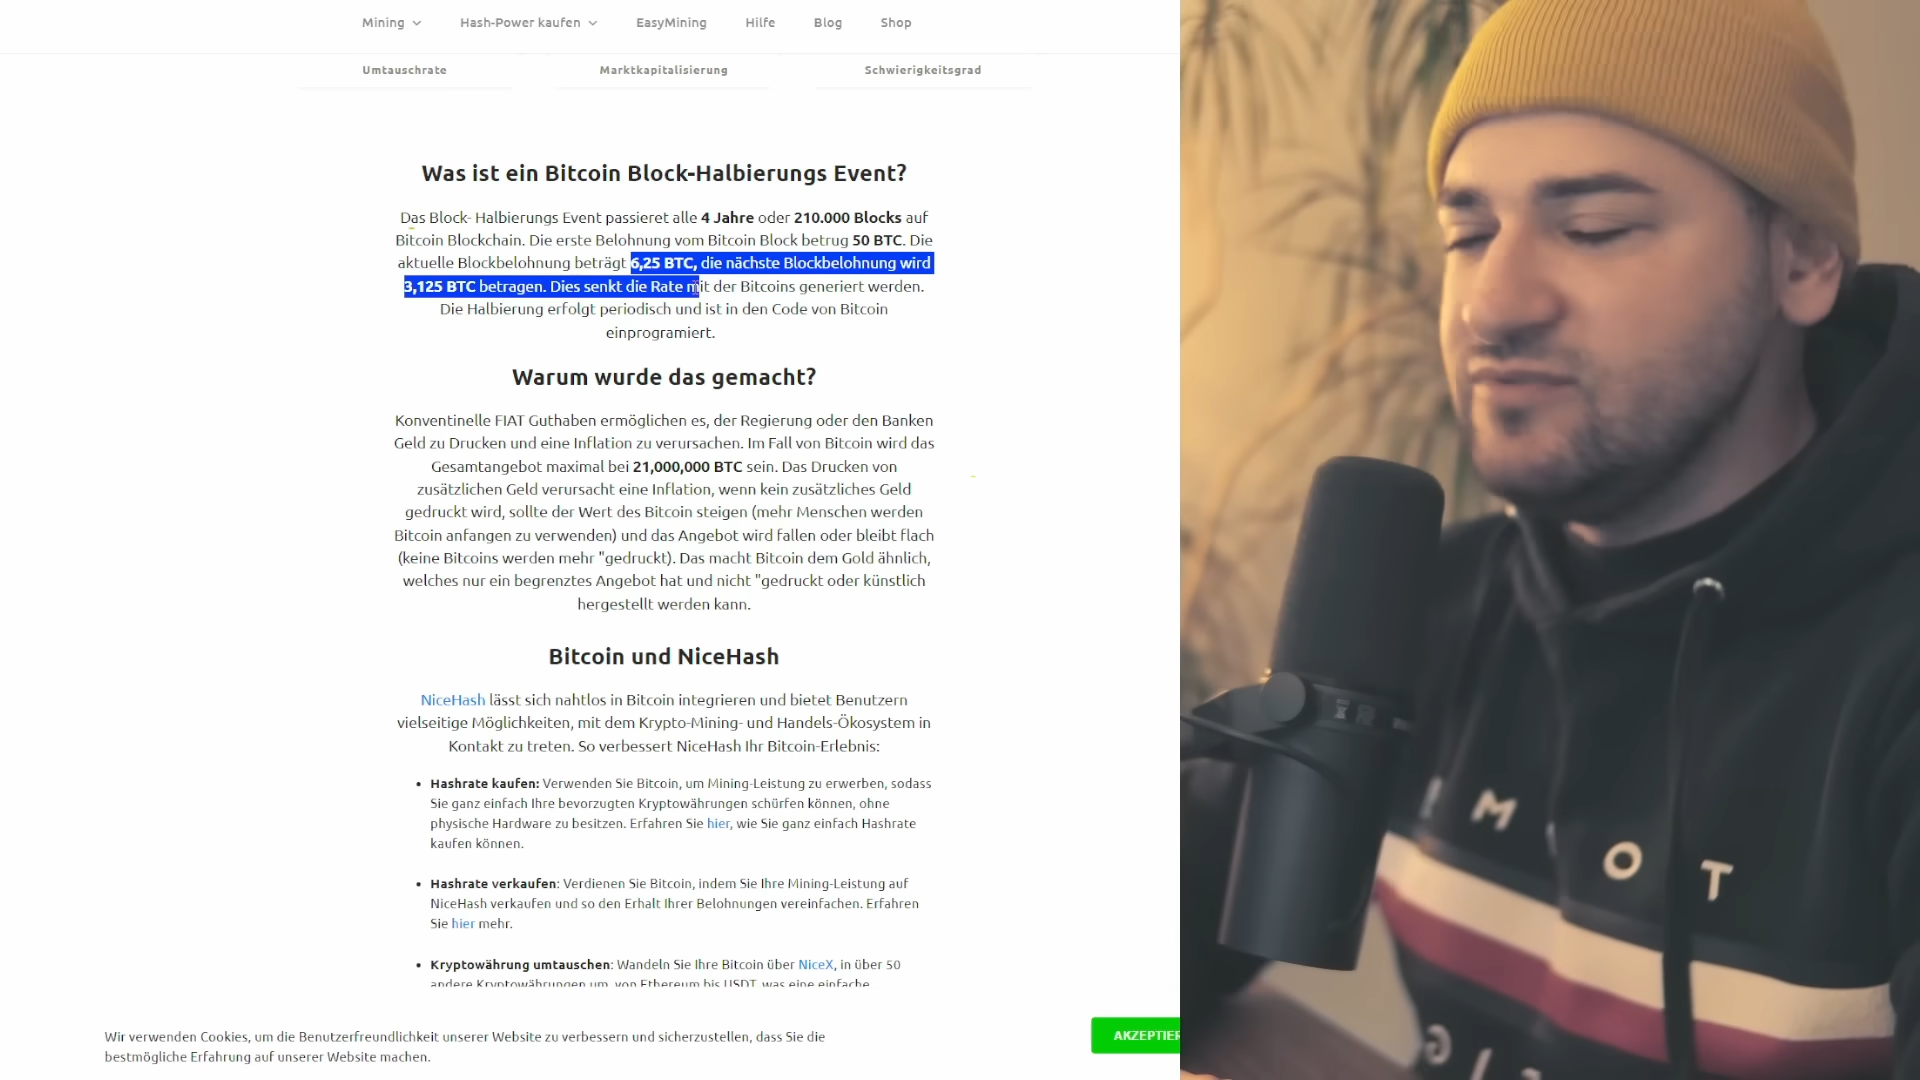 Mining
Hash-Power kaufen
EasyMining
Hilfe
Blog
Shop
Umtauschrate
Marktkapitalisierung
Schwierigkeitsgrad
Was ist ein Bitcoin Block-Halbierungs Event?
Das Block- Halbierungs Event passieret alle 4 Jahre oder 210.000 Blocks auf
Bitcoin Blockchain. Die erste Belohnung vom Bitcoin Block betrug 50 BTC. Die
aktuelle Blockbelohnung beträgt 6,25 BTC, die nächste Blockbelohnung wird
3,125 BTC betragen. Dies senkt die Rate mit der Bitcoins generiert werden.
Die Halbierung erfolgt periodisch und ist in den Code von Bitcoin
einprogramiert.
Warum wurde das gemacht?
Konventinelle FIAT Guthaben ermöglichen es, der Regierung oder den Banken
Geld zu Drucken und eine Inflation zu verursachen. Im Fall von Bitcoin wird das
Gesamtangebot maximal bei 21,000,000 BTC sein. Das Drucken von
zusätzlichen Geld verursacht eine Inflation, wenn kein zusätzliches Geld
gedruckt wird, sollte der Wert des Bitcoin steigen (mehr Menschen werden
Bitcoin anfangen zu verwenden) und das Angebot wird fallen oder bleibt flach
(keine Bitcoins werden mehr "gedruckt). Das macht Bitcoin dem Gold ähnlich,
welches nur ein begrenztes Angebot hat und nicht "gedruckt oder künstlich
hergestellt werden kann.
Bitcoin und NiceHash
NiceHash lässt sich nahtlos in Bitcoin integrieren und bietet Benutzern
vielseitige Möglichkeiten, mit dem Krypto-Mining- und Handels-Ökosystem in
Kontakt zu treten. So verbessert NiceHash Ihr Bitcoin-Erlebnis:
• Hashrate kaufen: Verwenden Sie Bitcoin, um Mining-Leistung zu erwerben, sodass
Sie ganz einfach Ihre bevorzugten Kryptowährungen schürfen können, ohne
physische Hardware zu besitzen. Erfahren Sie hier, wie Sie ganz einfach Hashrate
kaufen können.
• Hashrate verkaufen: Verdienen Sie Bitcoin, indem Sie Ihre Mining-Leistung auf
NiceHash verkaufen und so den Erhalt Ihrer Belohnungen vereinfachen. Erfahren
Sie hier mehr.
• Kryptowährung umtauschen: Wandeln Sie Ihre Bitcoin über NiceX, in über 50
andere Kryptowährungen um, von Ethereum bis USDT, was eine einfache
Wir verwenden Cookies, um die Benutzerfreundlichkeit unserer Website zu verbessern und sicherzustellen, dass Sie die
bestmögliche Erfahrung auf unserer Website machen.
AKZEPTIER
M O T